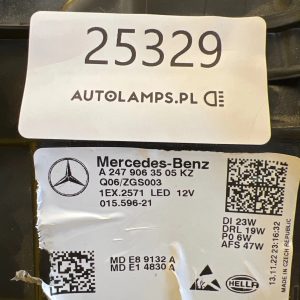 25329
AUTOLAMPS.PL
Mercedes-Benz
A 247 906 35 05 KZ
Q06/ZGS003
1EX.2571 LED 12V
015.596-21
DI 23W
DRL 19W
PO 6W
AFS 47W
MD E8 9132 A
MD E1 4830 A
HELLA
13.11.22 23:16:32
MADE IN CZECH REPUBLIC